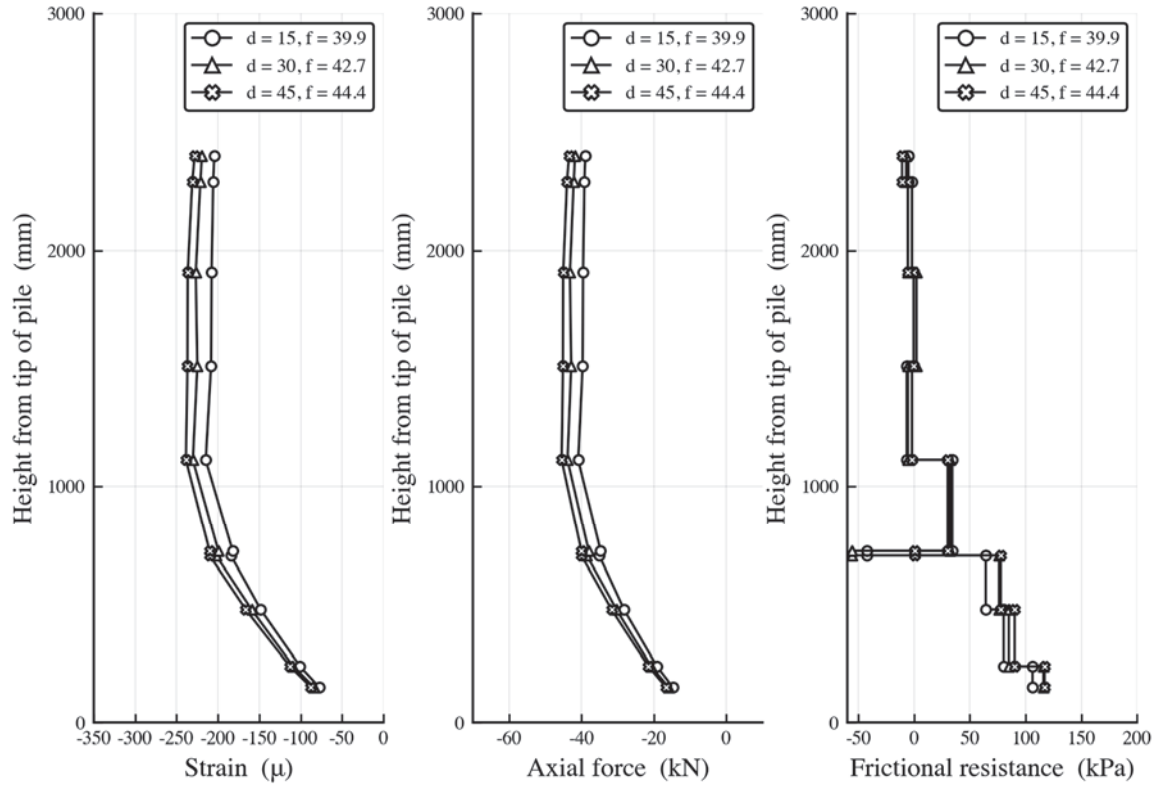 d = 15, f = 39.9
d = 30, f = 42.7
d = 45, f = 44.4
3000
2000
1000
0
-350 -300 -250 -200 -150 -100 -50 0
Height from tip of pile (mm)
Strain (μ)
d = 15, f = 39.9
d = 30, f = 42.7
d = 45, f = 44.4
3000
2000
1000
0
-60 -40 -20 0
Height from tip of pile (mm)
Axial force (kN)
d = 15, f = 39.9
d = 30, f = 42.7
d = 45, f = 44.4
3000
2000
1000
0
-50 0 50 100 150 200
Height from tip of pile (mm)
Frictional resistance (kPa)